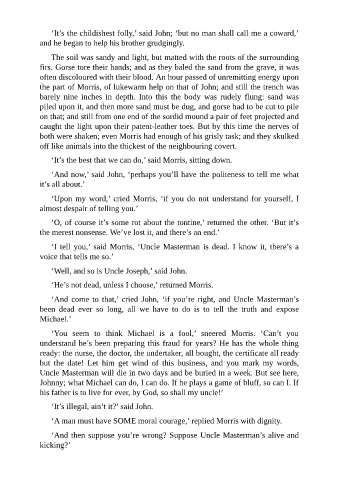 ‘It’s the childishest folly,’ said John; ‘but no man shall call me a coward,’
and he began to help his brother grudgingly.
The soil was sandy and light, but matted with the roots of the surrounding
firs. Gorse tore their hands; and as they baled the sand from the grave, it was
often discoloured with their blood. An hour passed of unremitting energy upon
the part of Morris, of lukewarm help on that of John; and still the trench was
barely nine inches in depth. Into this the body was rudely flung: sand was
piled upon it, and then more sand must be dug, and gorse had to be cut to pile
on that; and still from one end of the sordid mound a pair of feet projected and
caught the light upon their patent-leather toes. But by this time the nerves of
both were shaken; even Morris had enough of his grisly task; and they skulked
off like animals into the thickest of the neighbouring covert.
‘It’s the best that we can do,’ said Morris, sitting down.
‘And now,’ said John, ‘perhaps you’ll have the politeness to tell me what
it’s all about.’
‘Upon my word,’ cried Morris, ‘if you do not understand for yourself, I
almost despair of telling you.’
‘O, of course it’s some rot about the tontine,’ returned the other. ‘But it’s
the merest nonsense. We’ve lost it, and there’s an end.’
‘I tell you,’ said Morris, ‘Uncle Masterman is dead. I know it, there’s a
voice that tells me so.’
‘Well, and so is Uncle Joseph,’ said John.
‘He’s not dead, unless I choose,’ returned Morris.
‘And come to that,’ cried John, ‘if you’re right, and Uncle Masterman’s
been dead ever so long, all we have to do is to tell the truth and expose
Michael.’
‘You seem to think Michael is a fool,’ sneered Morris. ‘Can’t you
understand he’s been preparing this fraud for years? He has the whole thing
ready: the nurse, the doctor, the undertaker, all bought, the certificate all ready
but the date! Let him get wind of this business, and you mark my words,
Uncle Masterman will die in two days and be buried in a week. But see here,
Johnny; what Michael can do, I can do. If he plays a game of bluff, so can I. If
his father is to live for ever, by God, so shall my uncle!’
‘It’s illegal, ain’t it?’ said John.
‘A man must have SOME moral courage,’ replied Morris with dignity.
‘And then suppose you’re wrong? Suppose Uncle Masterman’s alive and
kicking?’